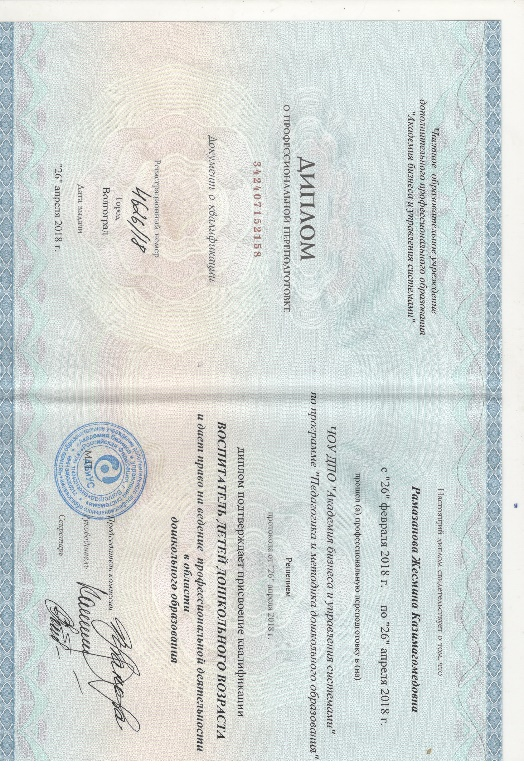 Частное образовательное учреждение
дополнительного профессионального образования
"Академия бизнеса и управления системами"
ДИПЛОМ
О ПРОФЕССИОНАЛЬНОЙ ПЕРЕПОДГОТОВКЕ
342407152158
документ о квалификации
Регистрационный номер
4626/18
Город
Волгоград
Дата выдачи
"26" апреля 2018 г.
Настоящий диплом свидетельствует о том, что
Рамазанова Жесмина Казимагомедовна
с "26" февраля 2018 г. по "26" апреля 2018 г.
прошел (а) профессиональную переподготовку в (на)
ЧОУ ДПО "Академия бизнеса и управления системами"
по программе "Педагогика и методика дошкольного образования"
Решением
протокола от "26" апреля 2018 г.
диплом подтверждает присвоение квалификации
ВОСПИТАТЕЛЬ ДЕТЕЙ ДОШКОЛЬНОГО ВОЗРАСТА
и дает право на ведение профессиональной деятельности
в области
дошкольного образования
Председатель комиссии
Руководитель
Секретарь